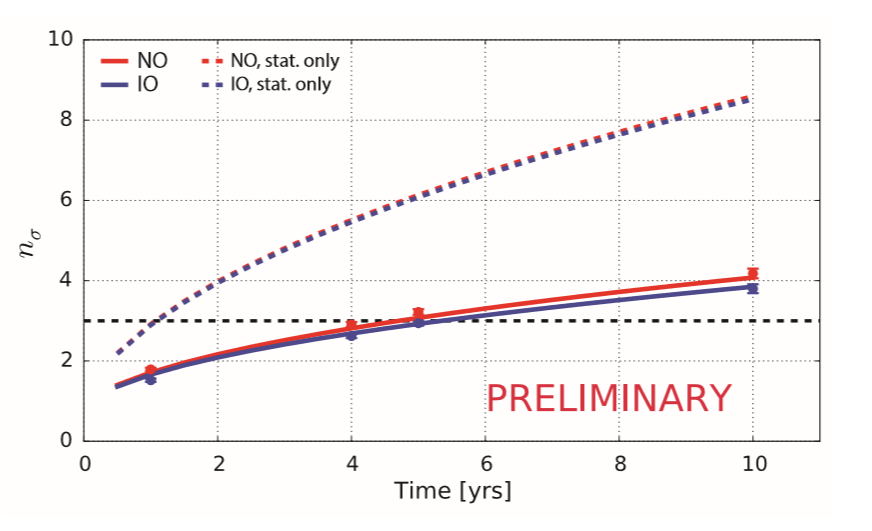 10
NO
NO, stat. only
IO
IO, stat. only
8
6
nσ
4
2
PRELIMINARY
0
0 2 4 6 8 10
Time [yrs]